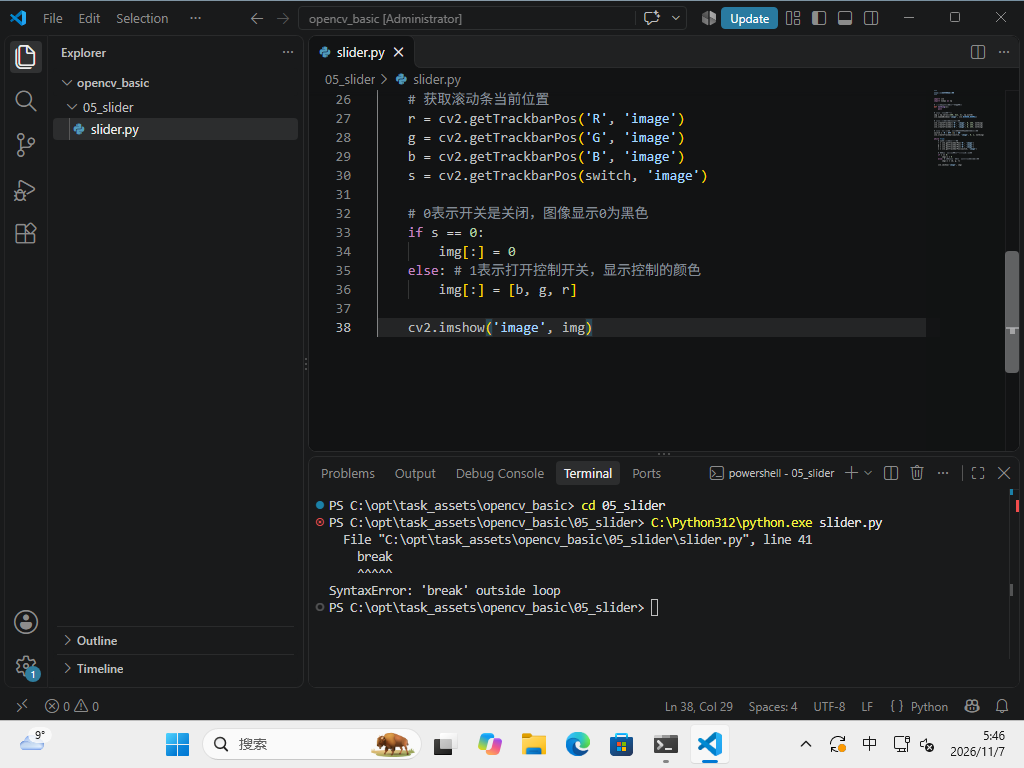 File Edit Selection ··· opencv_basic [Administrator] Update
Explorer ···
opencv_basic
05_slider
slider.py
Outline
Timeline
1
slider.py
05_slider > slider.py
26 # 获取滚动条当前位置
27 r = cv2.getTrackbarPos('R', 'image')
28 g = cv2.getTrackbarPos('G', 'image')
29 b = cv2.getTrackbarPos('B', 'image')
30 s = cv2.getTrackbarPos(switch, 'image')
31
32 # 0表示开关是关闭，图像显示0为黑色
33 if s == 0:
34 img[:] = 0
35 else: # 1表示打开控制开关，显示控制的颜色
36 img[:] = [b, g, r]
37
38 cv2.imshow('image', img)
Problems Output Debug Console Terminal Ports powershell - 05_slider
PS C:\opt\task_assets\opencv_basic> cd 05_slider
PS C:\opt\task_assets\opencv_basic\05_slider> C:\Python312\python.exe slider.py
File "C:\opt\task_assets\opencv_basic\05_slider\slider.py", line 41
break
^^^^^
SyntaxError: 'break' outside loop
PS C:\opt\task_assets\opencv_basic\05_slider>
0 0 Ln 38, Col 29 Spaces: 4 UTF-8 LF { } Python
9° 搜索 中 5:46
2026/11/7